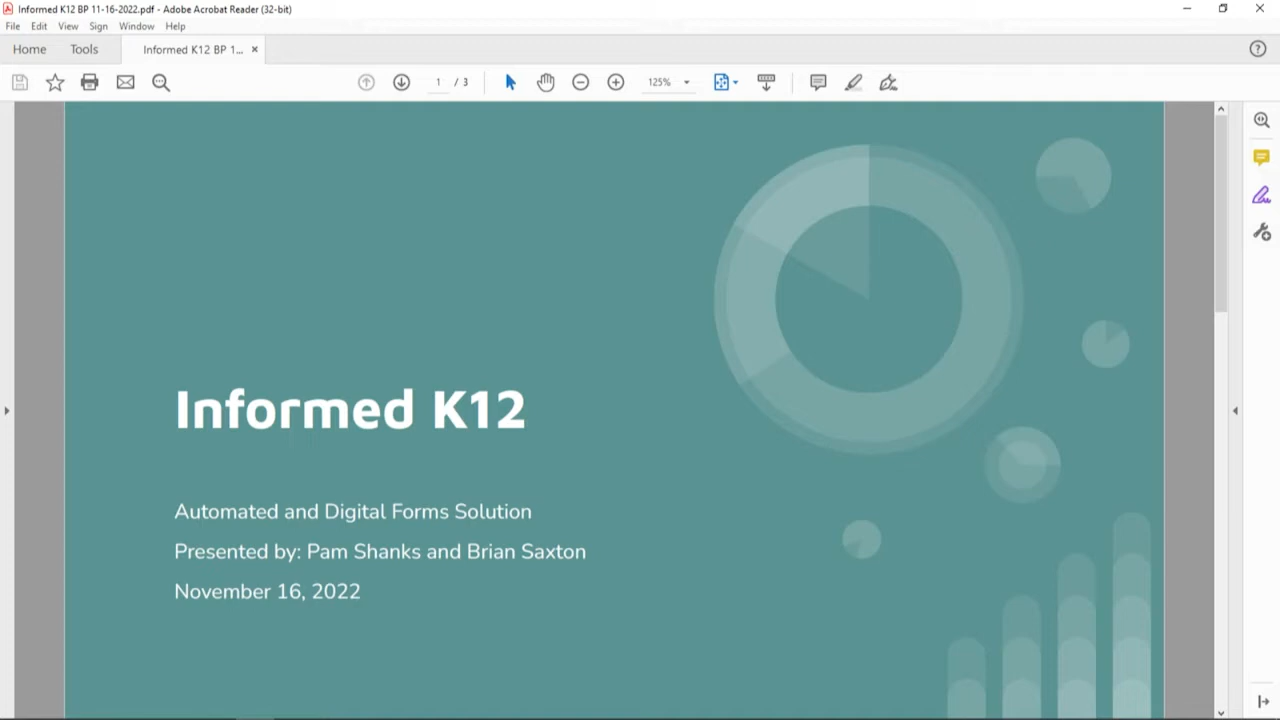 Informed K12 BP 11-16-2022.pdf - Adobe Acrobat Reader (32-bit)
File Edit View Sign Window Help
Home Tools Informed K12 BP 1... ×
1 / 3 125%
Informed K12
Automated and Digital Forms Solution
Presented by: Pam Shanks and Brian Saxton
November 16, 2022